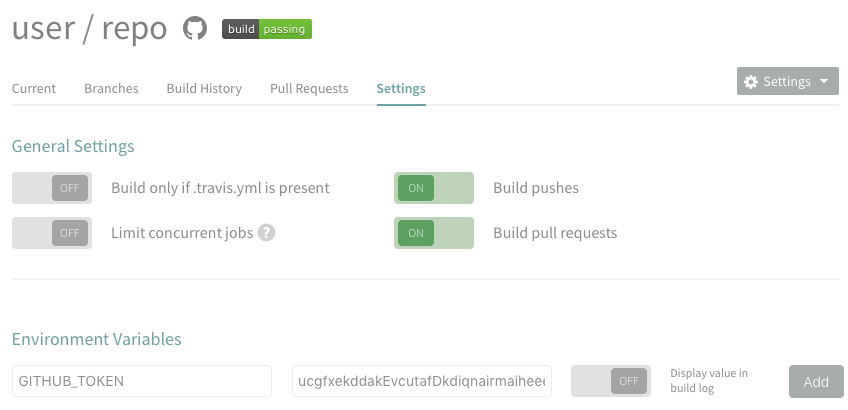 user / repo build passing
Current Branches Build History Pull Requests Settings Settings
General Settings
OFF Build only if .travis.yml is present ON Build pushes
OFF Limit concurrent jobs ? ON Build pull requests
Environment Variables
GITHUB_TOKEN ucgfxekddakEvcutafDkdiqnairmaiheee OFF Display value in
build log
Add